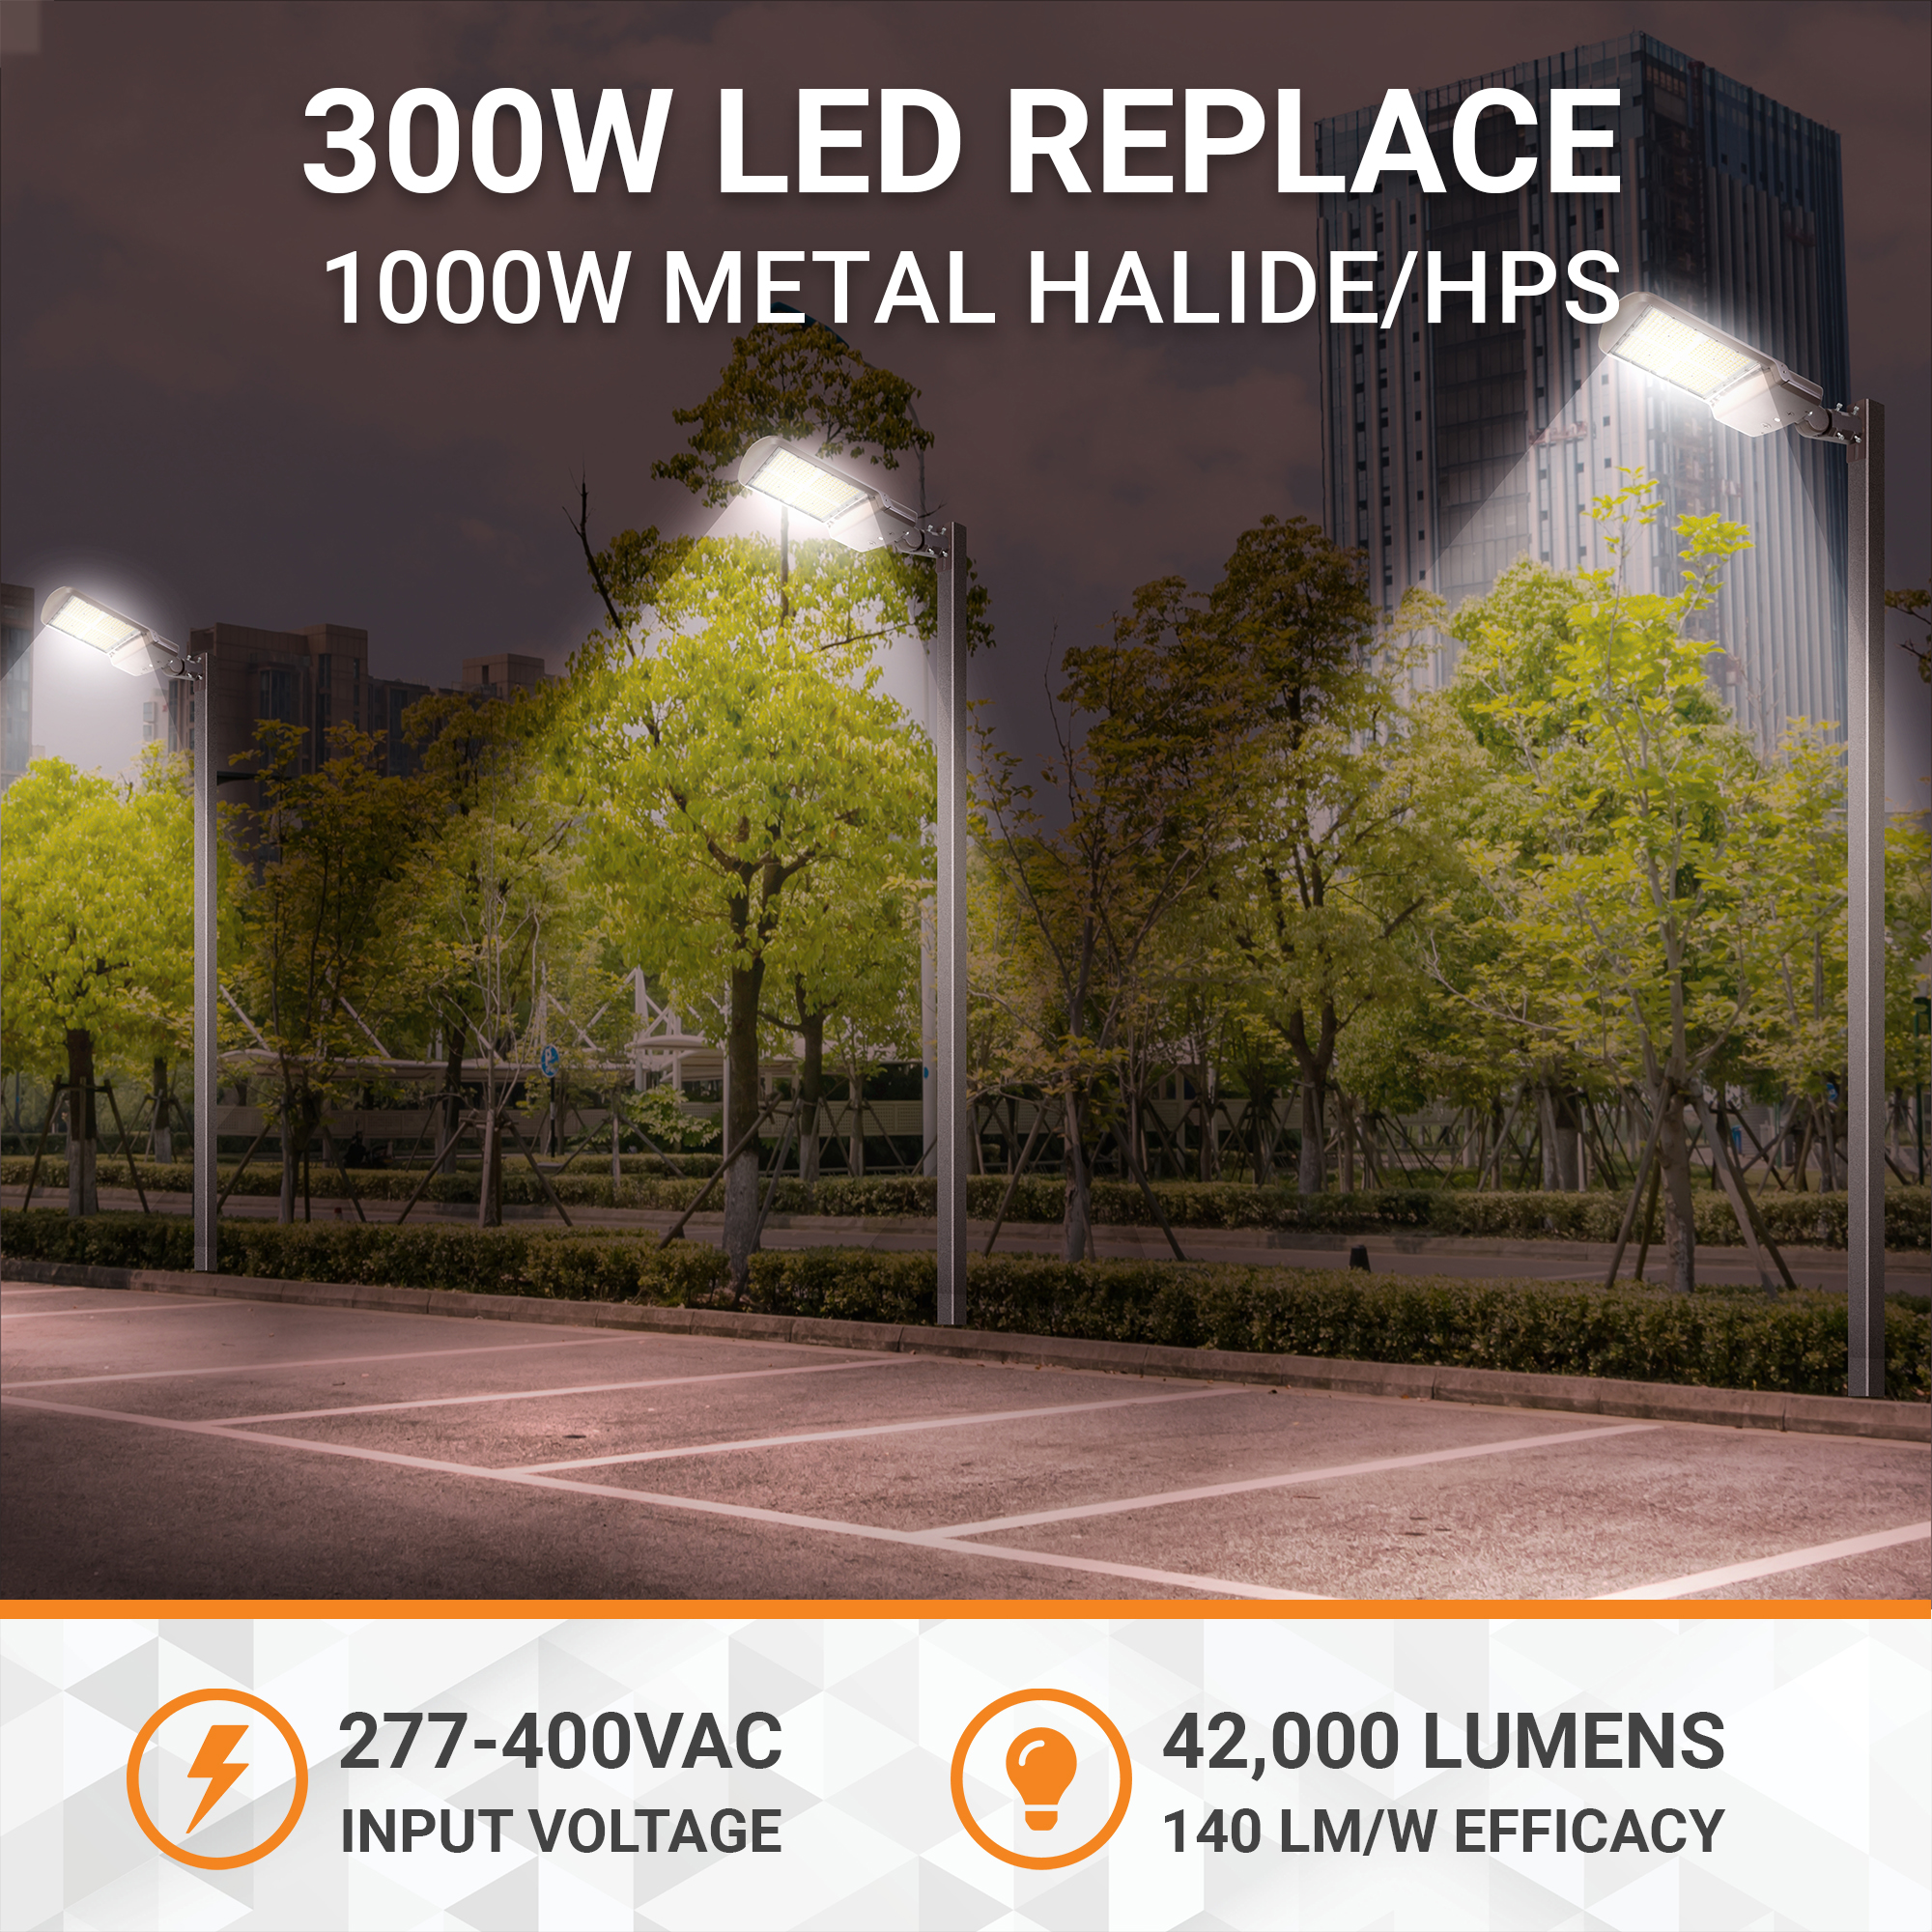 300W LED REPLACE
1000W METAL HALIDE/HPS
277-400VAC
INPUT VOLTAGE
42,000 LUMENS
140 LM/W EFFICACY